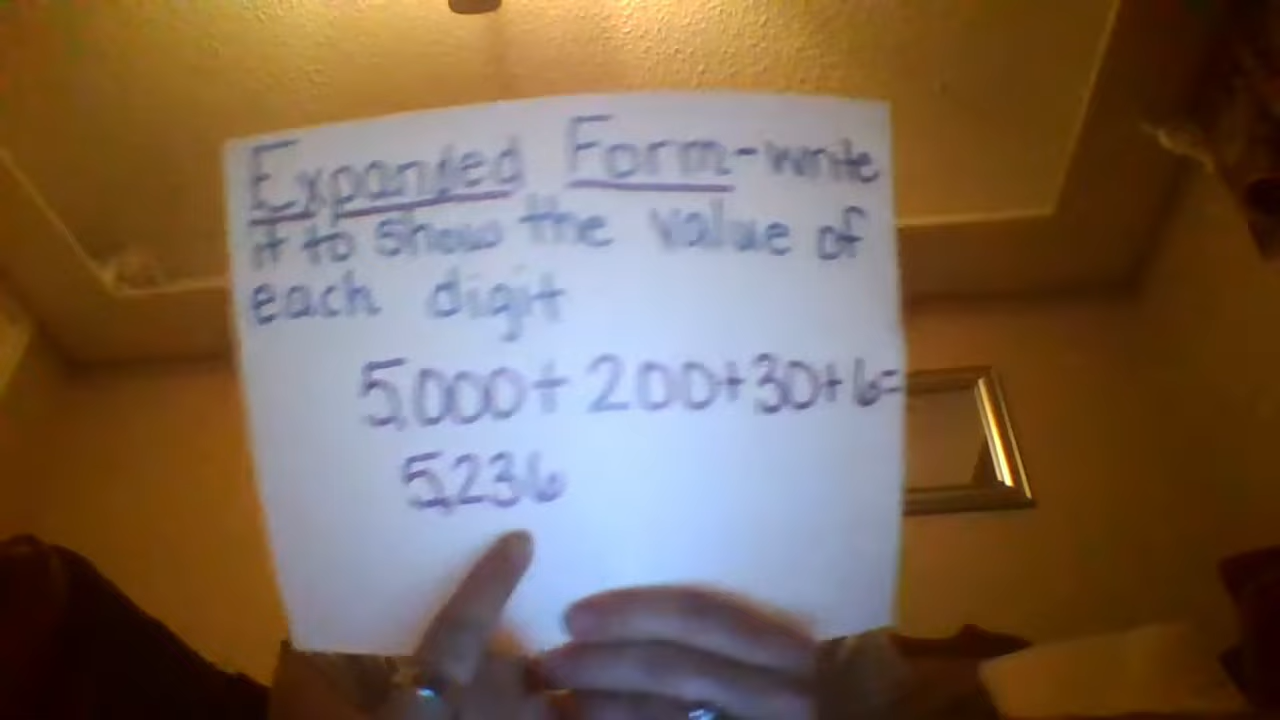 Expanded Form-write
it to show the value of
each digit
5,000+ 200+30+6=
5,236